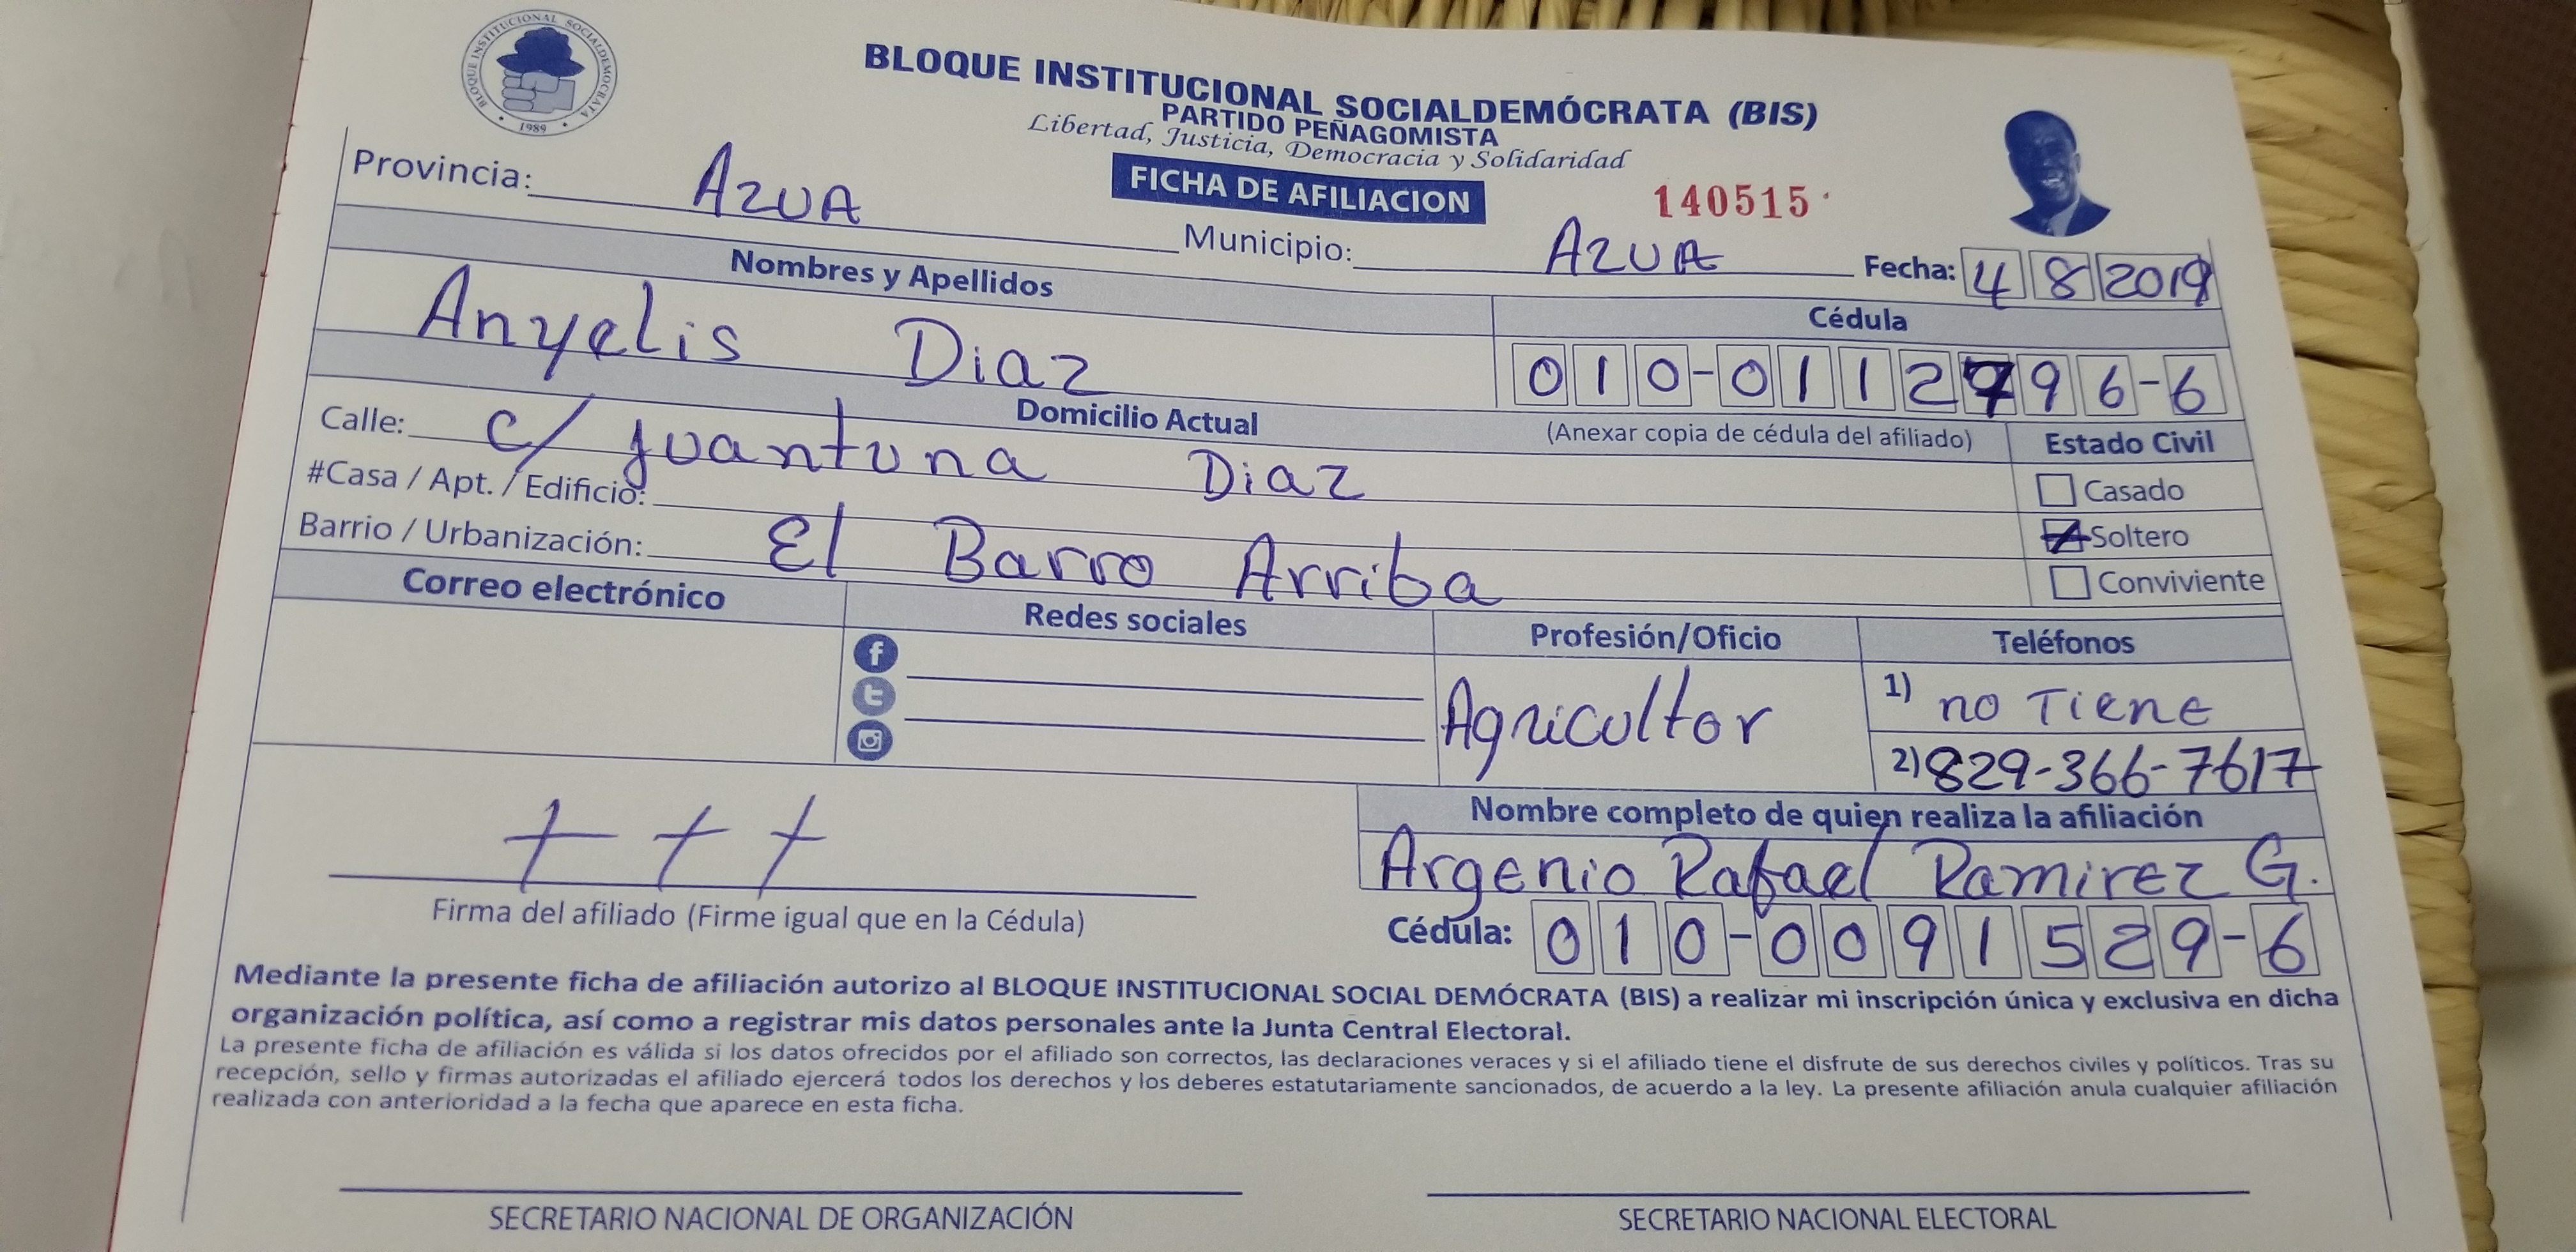 BLOQUE INSTITUCIONAL SOCIALDEMOCRATA
1989
BLOQUE INSTITUCIONAL SOCIALDEMÓCRATA (BIS)
PARTIDO PEÑAGOMISTA
Libertad, Justicia, Democracia y Solidaridad
FICHA DE AFILIACION
140515
Provincia: AZUA
Municipio: AZUA
Fecha: 4 8 2019
Nombres y Apellidos
Anyelis Diaz
Cédula
010-0112796-6
(Anexar copia de cédula del afiliado)
Domicilio Actual
Calle: c/ juantuna Diaz
#Casa / Apt. / Edificio:
Barrio / Urbanización: El Barro Arriba
Estado Civil
Casado
Soltero
Conviviente
Correo electrónico
Redes sociales
Profesión/Oficio
Agricultor
Teléfonos
1) no Tiene
2) 829-366-7617
Nombre completo de quien realiza la afiliación
Argenio Rafael Ramirez G.
Cédula: 010-0091529-6
+ + +
Firma del afiliado (Firme igual que en la Cédula)
Mediante la presente ficha de afiliación autorizo al BLOQUE INSTITUCIONAL SOCIAL DEMÓCRATA (BIS) a realizar mi inscripción única y exclusiva en dicha
organización política, así como a registrar mis datos personales ante la Junta Central Electoral.
La presente ficha de afiliación es válida si los datos ofrecidos por el afiliado son correctos, las declaraciones veraces y si el afiliado tiene el disfrute de sus derechos civiles y políticos. Tras su
recepción, sello y firmas autorizadas el afiliado ejercerá todos los derechos y los deberes estatutariamente sancionados, de acuerdo a la ley. La presente afiliación anula cualquier afiliación
realizada con anterioridad a la fecha que aparece en esta ficha.
SECRETARIO NACIONAL DE ORGANIZACIÓN
SECRETARIO NACIONAL ELECTORAL